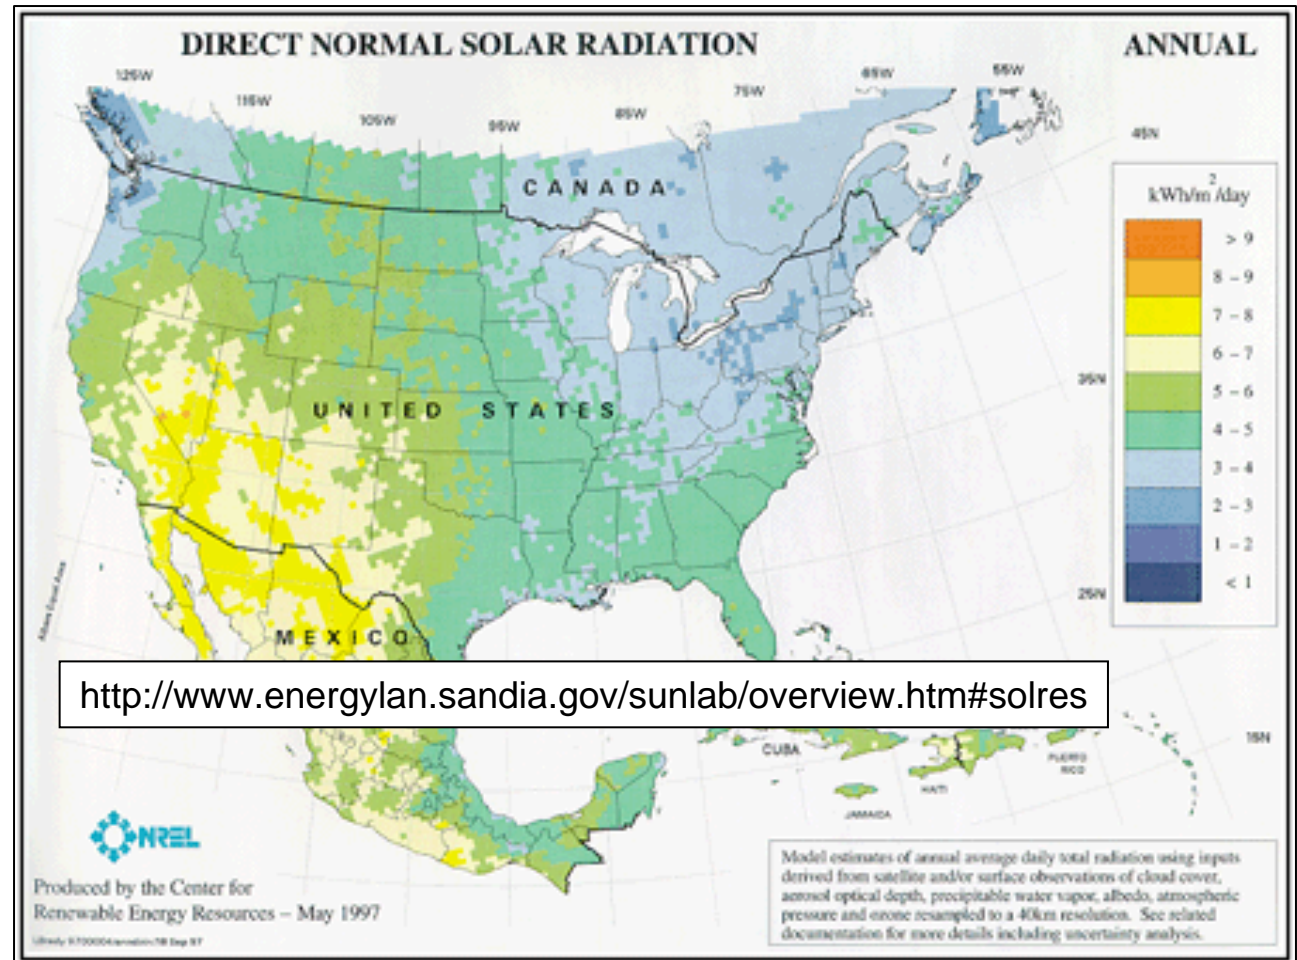 DIRECT NORMAL SOLAR RADIATION
ANNUAL
125W
115W
105W
95W
85W
75W
65W
55W
45N
35N
25N
15N
kWh/m2/day
> 9
8 - 9
7 - 8
6 - 7
5 - 6
4 - 5
3 - 4
2 - 3
1 - 2
< 1
CANADA
UNITED STATES
MEXICO
http://www.energylan.sandia.gov/sunlab/overview.htm#solres
CUBA
HAITI
JAMAICA
PUERTO
RICO
Albers Equal Area
NREL
Produced by the Center for
Renewable Energy Resources – May 1997
Model estimates of annual average daily total radiation using inputs
derived from satellite and/or surface observations of cloud cover,
aerosol optical depth, precipitable water vapor, albedo, atmospheric
pressure and ozone resampled to a 40km resolution. See related
documentation for more details including uncertainty analysis.